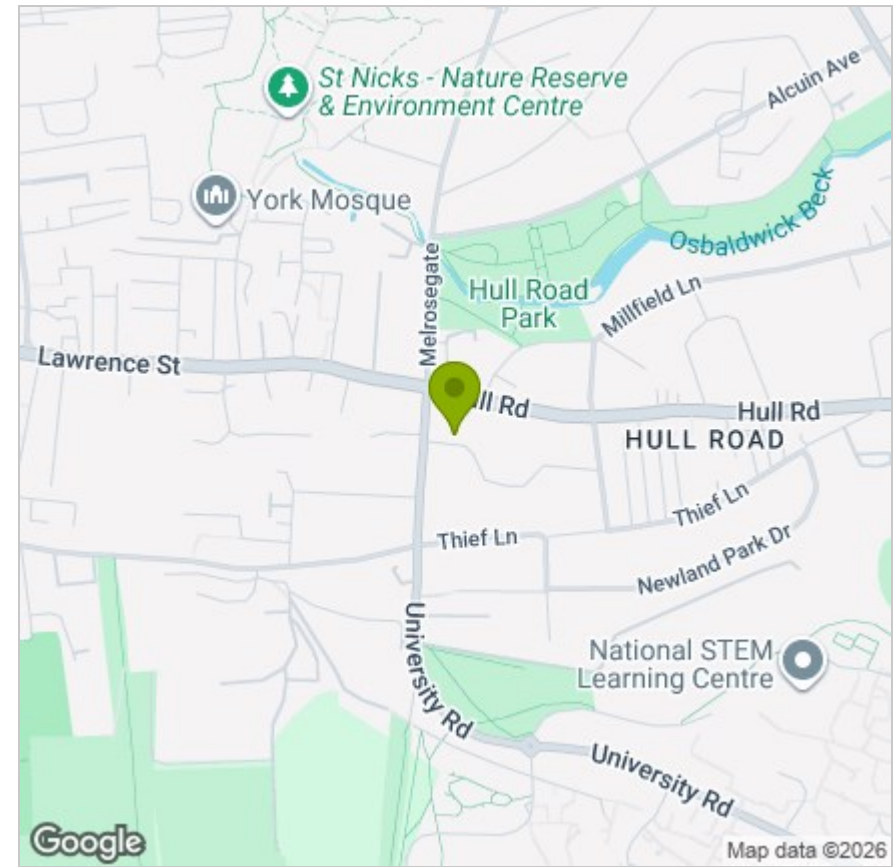 St Nicks - Nature Reserve
& Environment Centre
Alcuin Ave
York Mosque
Osbaldwick Beck
Melrosegate
Hull Road
Park
Millfield Ln
Lawrence St
Rd
Hull Rd
HULL ROAD
Thief Ln
Thief Ln
Newland Park Dr
University Rd
National STEM
Learning Centre
University Rd
Google
Map data ©2026